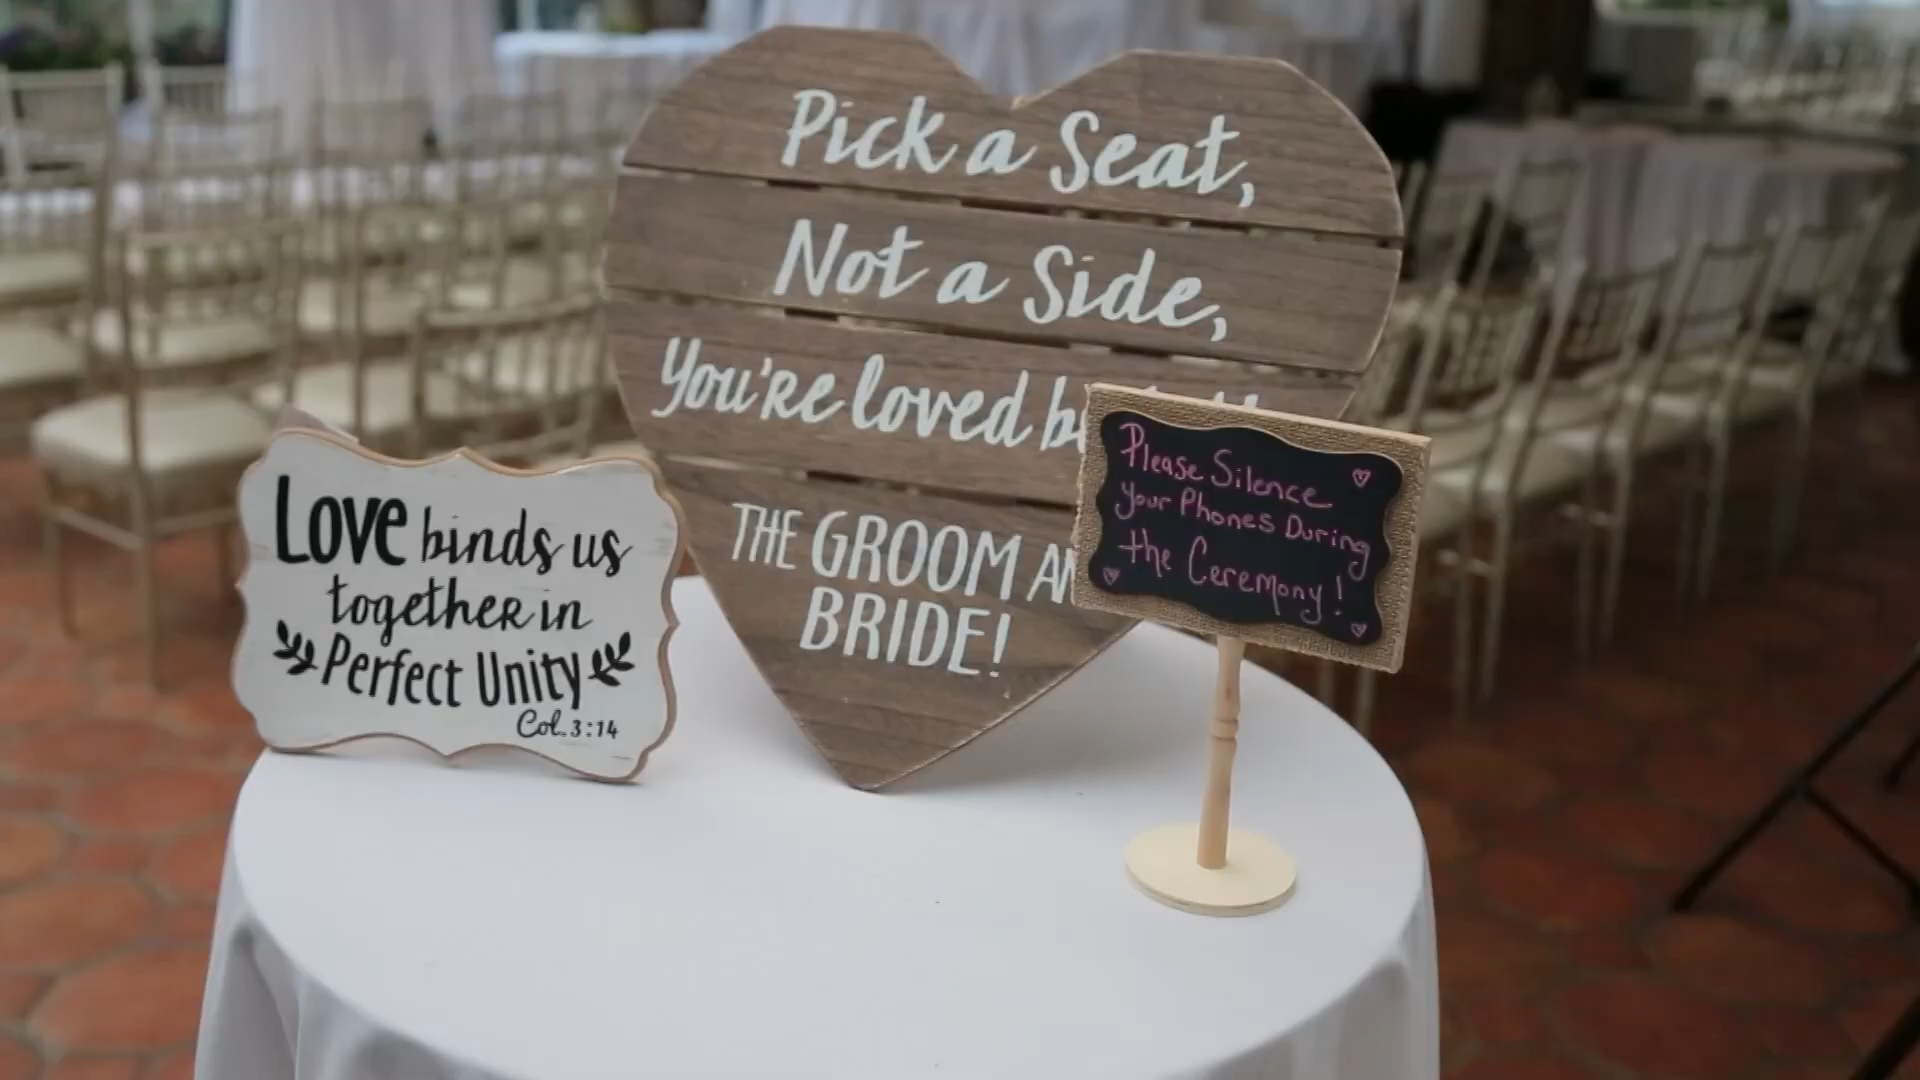 Pick a Seat,
Not a Side,
You're loved
THE GROOM
BRIDE!
Love binds us
together in
Perfect Unity
Col. 3:14
Please Silence
Your Phones During
the Ceremony!